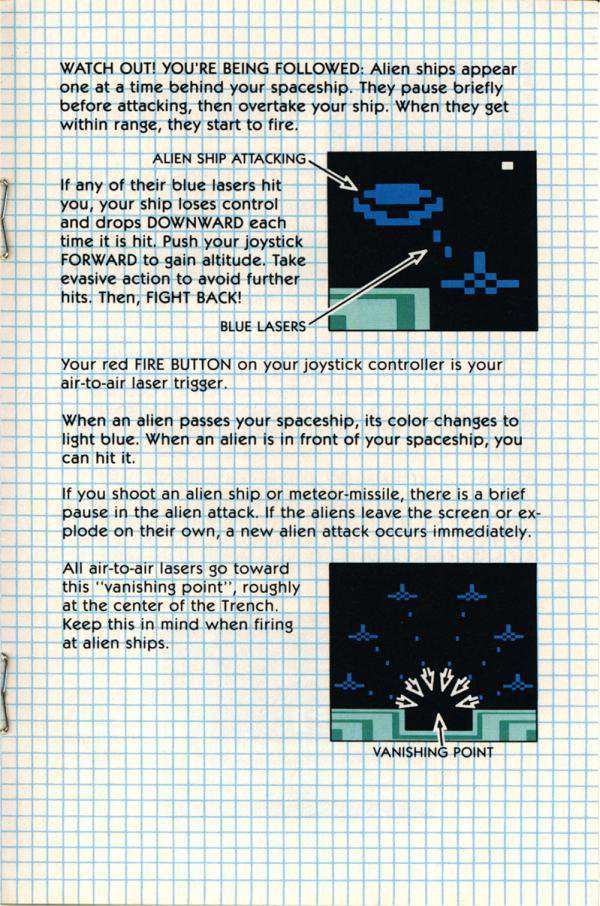 WATCH OUT! YOU'RE BEING FOLLOWED: Alien ships appear
one at a time behind your spaceship. They pause briefly
before attacking, then overtake your ship. When they get
within range, they start to fire.
ALIEN SHIP ATTACKING
If any of their blue lasers hit
you, your ship loses control
and drops DOWNWARD each
time it is hit. Push your joystick
FORWARD to gain altitude. Take
evasive action to avoid further
hits. Then, FIGHT BACK!
BLUE LASERS
Your red FIRE BUTTON on your joystick controller is your
air-to-air laser trigger.
When an alien passes your spaceship, its color changes to
light blue. When an alien is in front of your spaceship, you
can hit it.
If you shoot an alien ship or meteor-missile, there is a brief
pause in the alien attack. If the aliens leave the screen or ex-
plode on their own, a new alien attack occurs immediately.
All air-to-air lasers go toward
this "vanishing point", roughly
at the center of the Trench.
Keep this in mind when firing
at alien ships.
VANISHING POINT